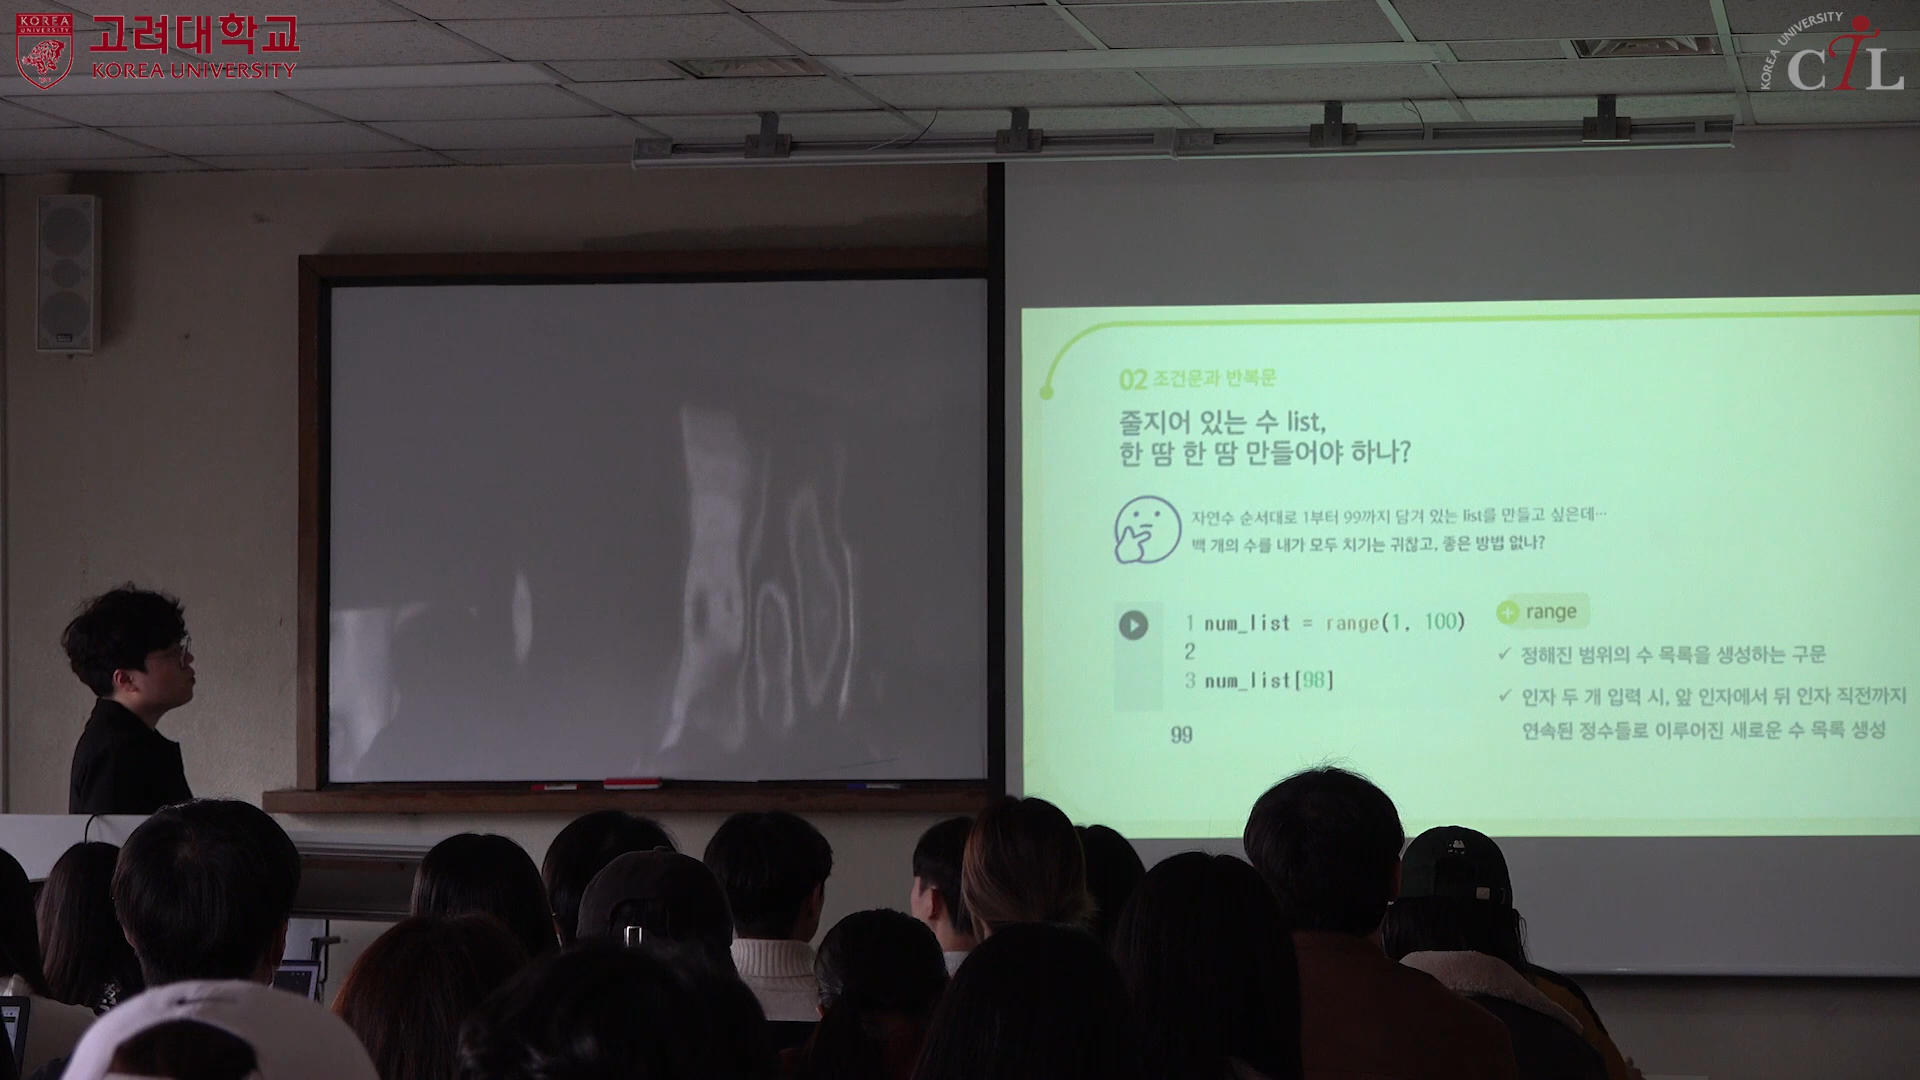 KOREA
UNIVERSITY
고려대학교
KOREA UNIVERSITY
KOREA UNIVERSITY
CTL
02 조건문과 반복문
줄지어 있는 수 list,
한 땀 한 땀 만들어야 하나?
자연수 순서대로 1부터 99까지 담겨 있는 list를 만들고 싶은데…
백 개의 수를 내가 모두 치기는 귀찮고, 좋은 방법 없나?
1 num_list = range(1, 100)
2
3 num_list[98]
99
+ range
✓ 정해진 범위의 수 목록을 생성하는 구문
✓ 인자 두 개 입력 시, 앞 인자에서 뒤 인자 직전까지
연속된 정수들로 이루어진 새로운 수 목록 생성